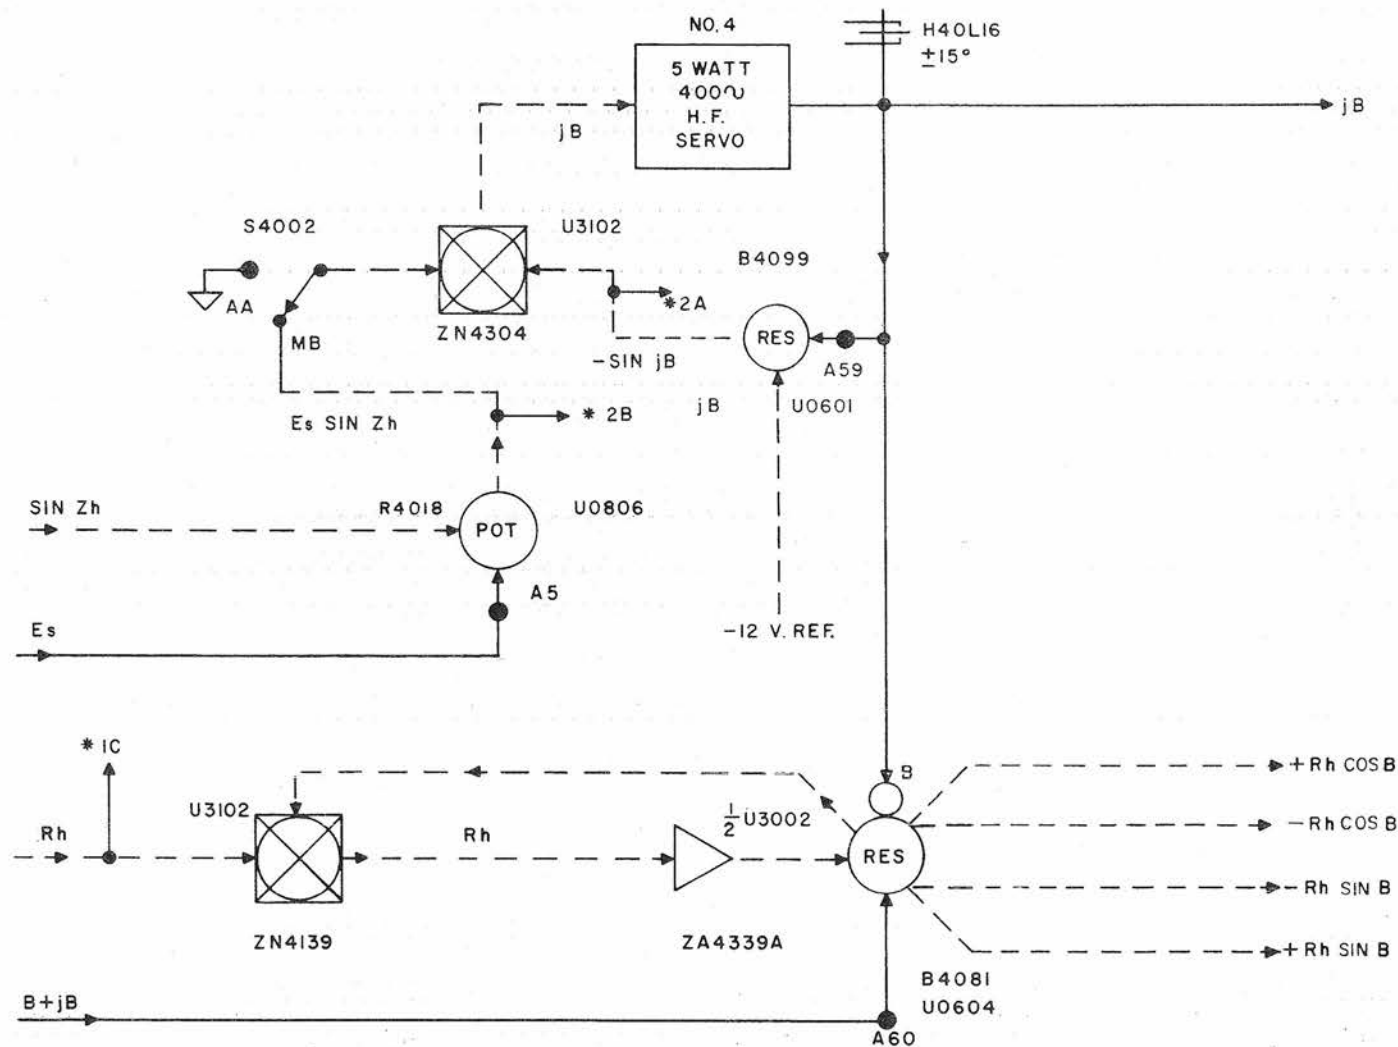 NO. 4
H40L16
±15°
5 WATT
400~
H.F.
SERVO
jB
jB
S4002
U3102
B4099
AA
*2A
ZN4304
RES
MB
A59
-SIN jB
U0601
jB
* 2B
Es SIN Zh
SIN Zh
R4018
U0806
POT
A5
Es
-12 V. REF.
* 1C
B
+Rh COS B
U3102
½ U3002
-Rh COS B
Rh
Rh
RES
-Rh SIN B
ZN4139
ZA4339A
+Rh SIN B
B4081
B+jB
U0604
A60